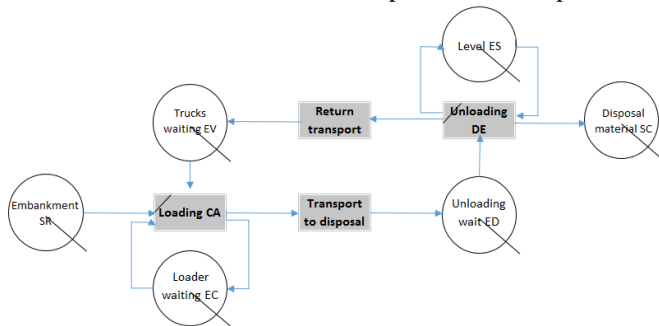 Level ES
Trucks
waiting EV
Return
transport
Unloading
DE
Disposal
material SC
Embankment
SR
Loading CA
Transport
to disposal
Unloading
wait ED
Loader
waiting EC